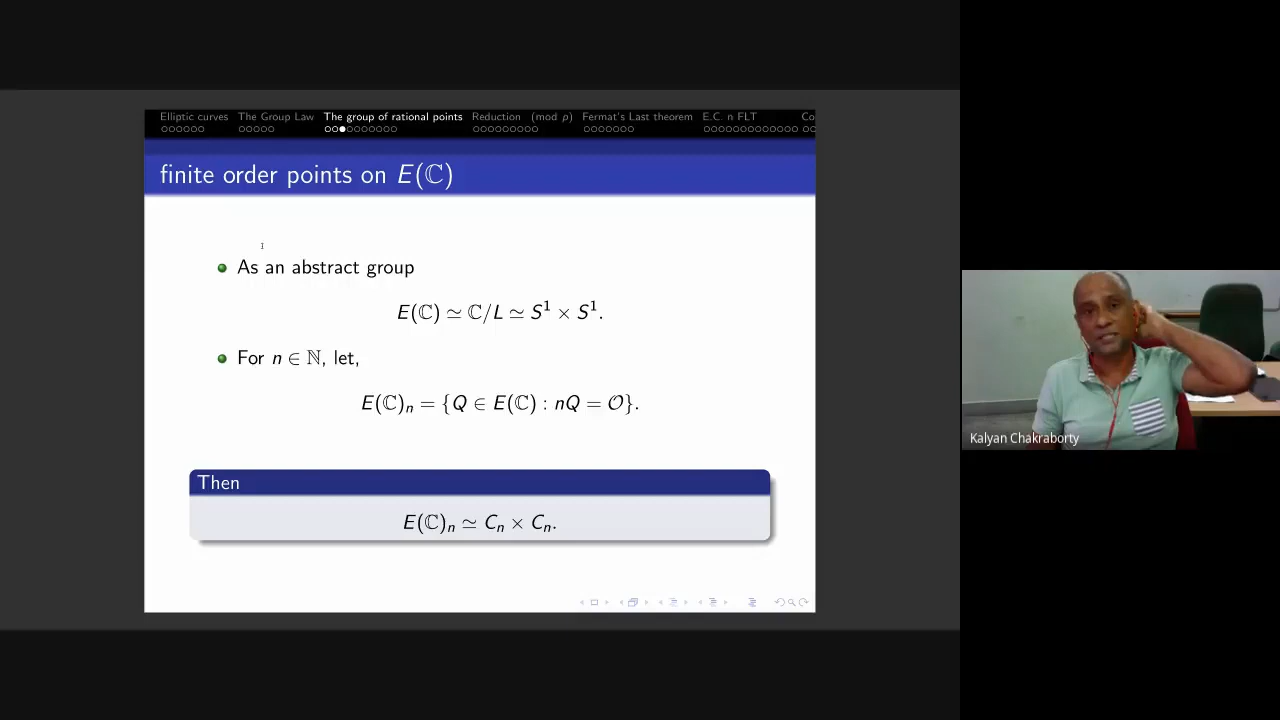 Elliptic curves The Group Law The group of rational points Reduction (mod p) Fermat's Last theorem E.C. n FLT Co
finite order points on E(ℂ)
As an abstract group
E(ℂ) ≃ ℂ/L ≃ S¹ × S¹.
For n ∈ ℕ, let,
E(ℂ)ₙ = {Q ∈ E(ℂ) : nQ = 𝒪}.
Then
E(ℂ)ₙ ≃ Cₙ × Cₙ.
Kalyan Chakraborty